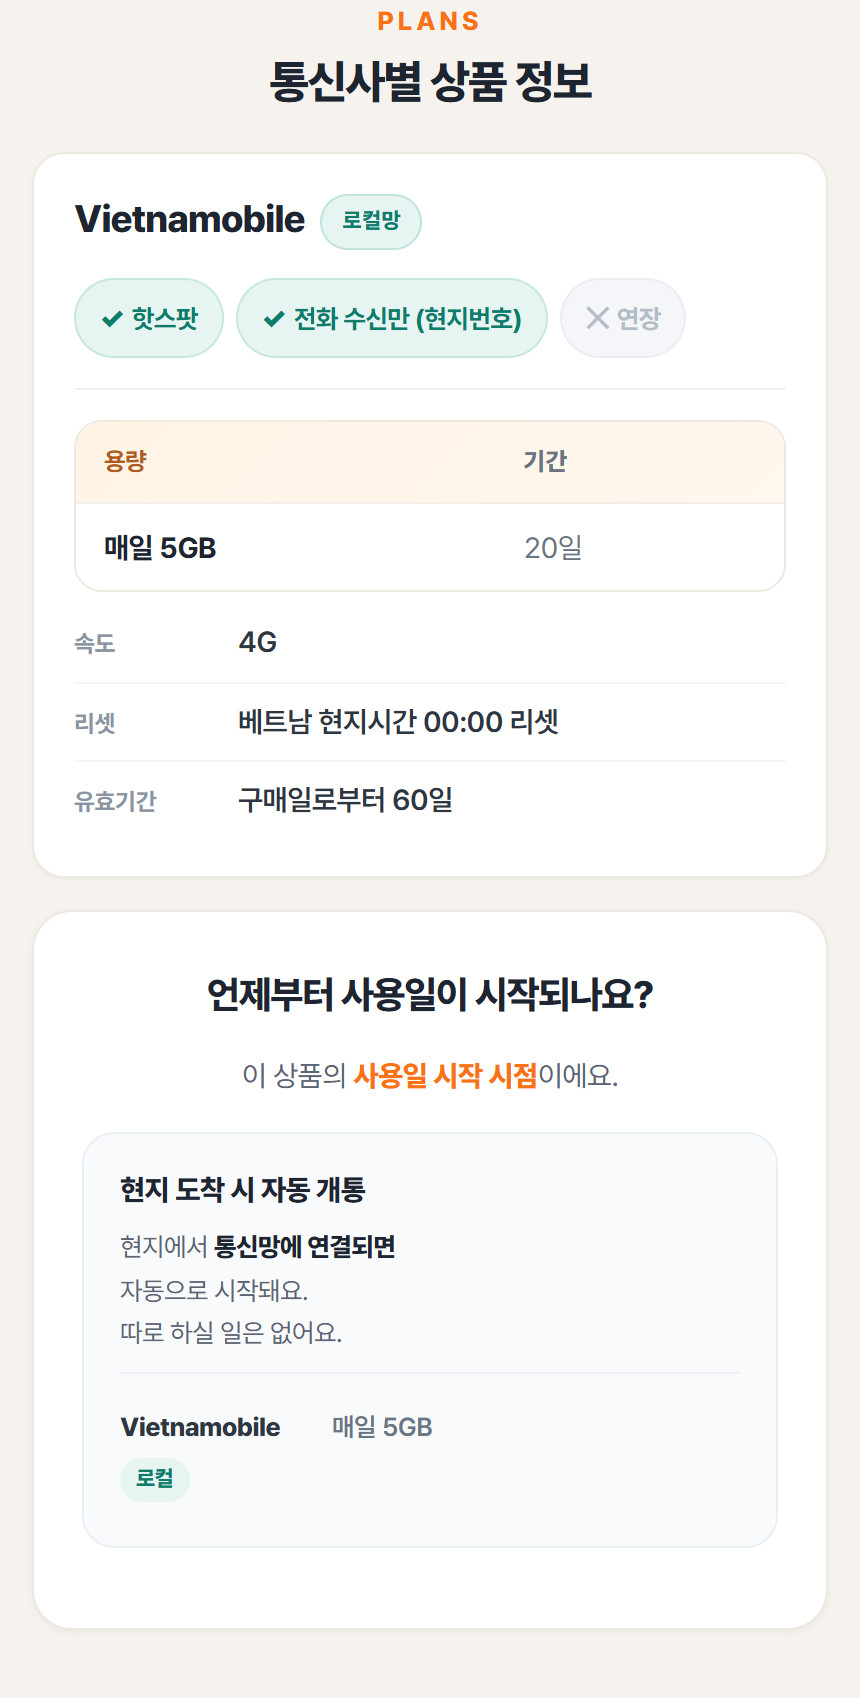 PLANS
통신사별 상품 정보
Vietnamobile 로컬망
✔ 핫스팟 ✔ 전화 수신만 (현지번호) ✕ 연장
용량 기간
매일 5GB 20일
속도 4G
리셋 베트남 현지시간 00:00 리셋
유효기간 구매일로부터 60일
언제부터 사용일이 시작되나요?
이 상품의 사용일 시작 시점이에요.
현지 도착 시 자동 개통
현지에서 통신망에 연결되면
자동으로 시작돼요.
따로 하실 일은 없어요.
Vietnamobile 매일 5GB
로컬